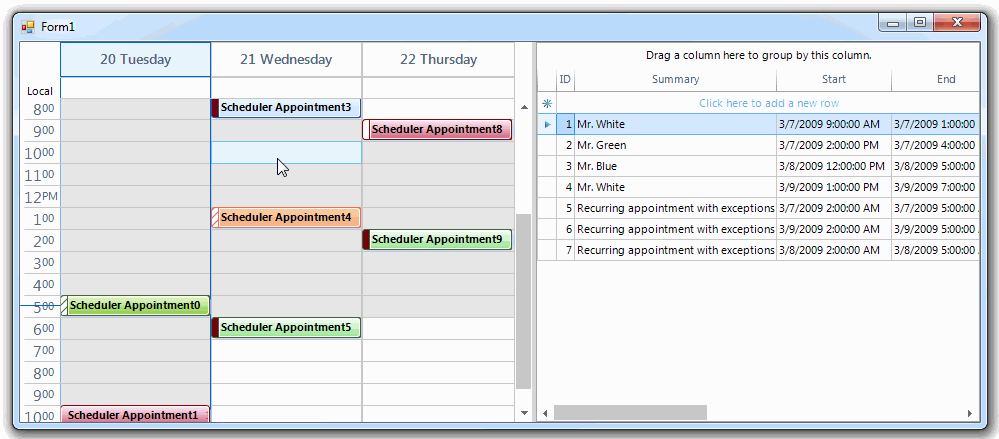 Form1
20 Tuesday 21 Wednesday 22 Thursday
Local
8 00 Scheduler Appointment3
9 00 Scheduler Appointment8
10 00
11 00
12 PM
1 00 Scheduler Appointment4
2 00 Scheduler Appointment9
3 00
4 00
5 00 Scheduler Appointment0
6 00 Scheduler Appointment5
7 00
8 00
9 00
10 00 Scheduler Appointment1
Drag a column here to group by this column.
ID Summary Start End
Click here to add a new row
1 Mr. White 3/7/2009 9:00:00 AM 3/7/2009 1:00:00
2 Mr. Green 3/7/2009 2:00:00 PM 3/7/2009 4:00:00
3 Mr. Blue 3/8/2009 12:00:00 PM 3/8/2009 5:00:00
4 Mr. White 3/9/2009 1:00:00 PM 3/9/2009 7:00:00
5 Recurring appointment with exceptions 3/7/2009 2:00:00 AM 3/7/2009 5:00:00
6 Recurring appointment with exceptions 3/9/2009 2:00:00 AM 3/9/2009 5:00:00
7 Recurring appointment with exceptions 3/8/2009 2:00:00 AM 3/8/2009 5:00:00